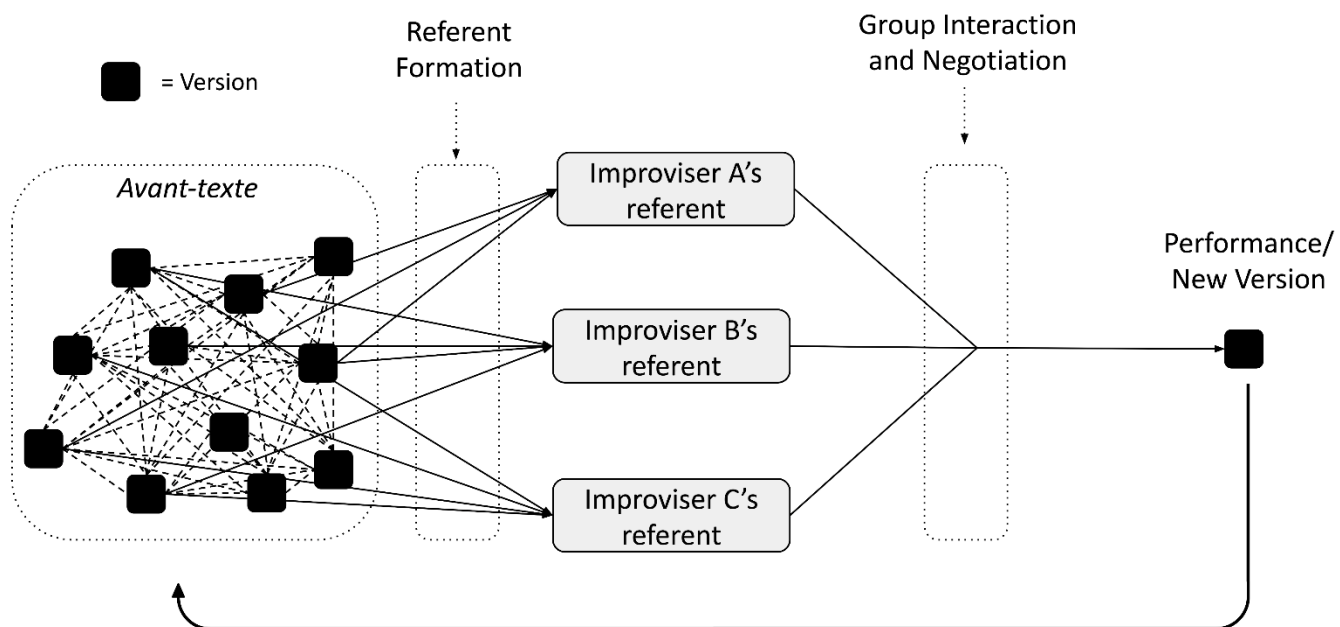 Referent
Formation
Group Interaction
and Negotiation
= Version
Avant-texte
Improviser A’s
referent
Performance/
New Version
Improviser B’s
referent
Improviser C’s
referent